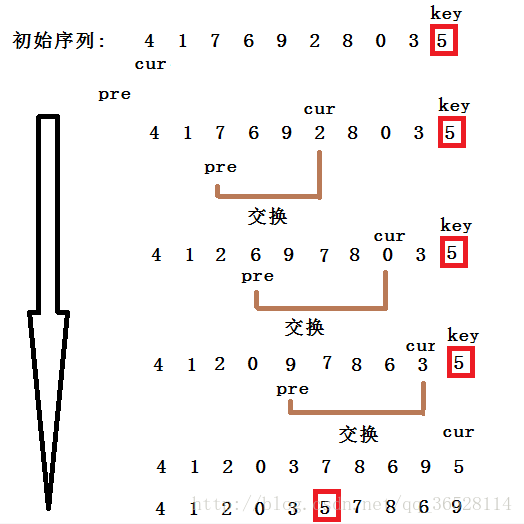 key
初始序列: 4 1 7 6 9 2 8 0 3 5
cur
pre
cur key
4 1 7 6 9 2 8 0 3 5
pre
交换
cur key
4 1 2 6 9 7 8 0 3 5
pre
交换
cur key
4 1 2 0 9 7 8 6 3 5
pre
交换 cur
4 1 2 0 3 7 8 6 9 5
http://blog.csdn.net/qq_36528114
4 1 2 0 3 5 7 8 6 9